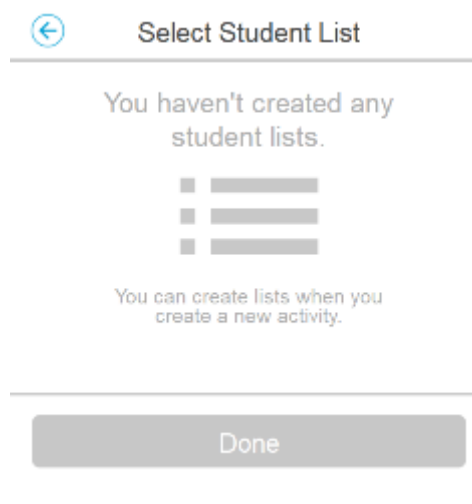 Select Student List
You haven't created any
student lists.
You can create lists when you
create a new activity.
Done